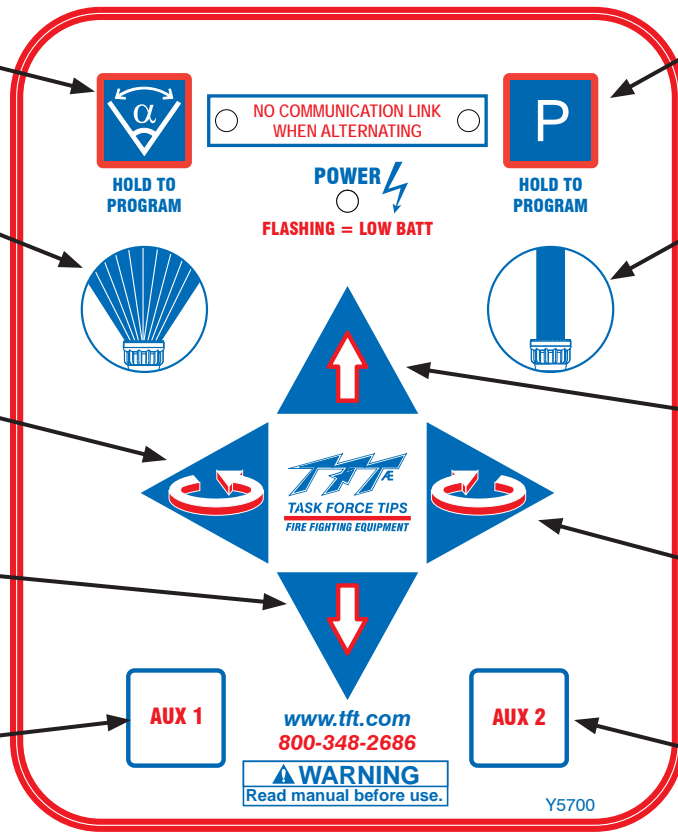 α
NO COMMUNICATION LINK
WHEN ALTERNATING
P
HOLD TO
PROGRAM
POWER
FLASHING = LOW BATT
HOLD TO
PROGRAM
TFT Æ
TASK FORCE TIPS
FIRE FIGHTING EQUIPMENT
AUX 1
www.tft.com
800-348-2686
AUX 2
WARNING
Read manual before use.
Y5700